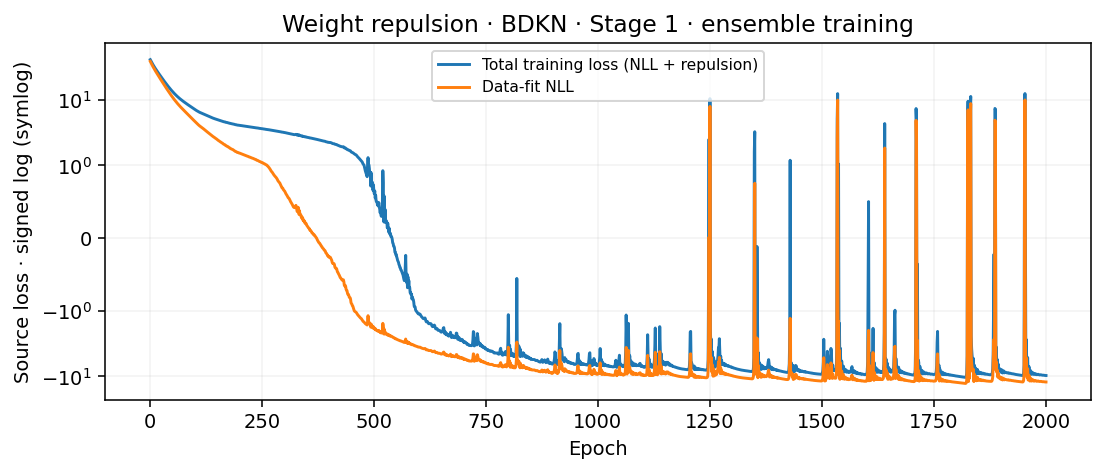 Weight repulsion · BDKN · Stage 1 · ensemble training
Total training loss (NLL + repulsion)
Data-fit NLL
Source loss · signed log (symlog)
10¹
10⁰
0
−10⁰
−10¹
0 250 500 750 1000 1250 1500 1750 2000
Epoch